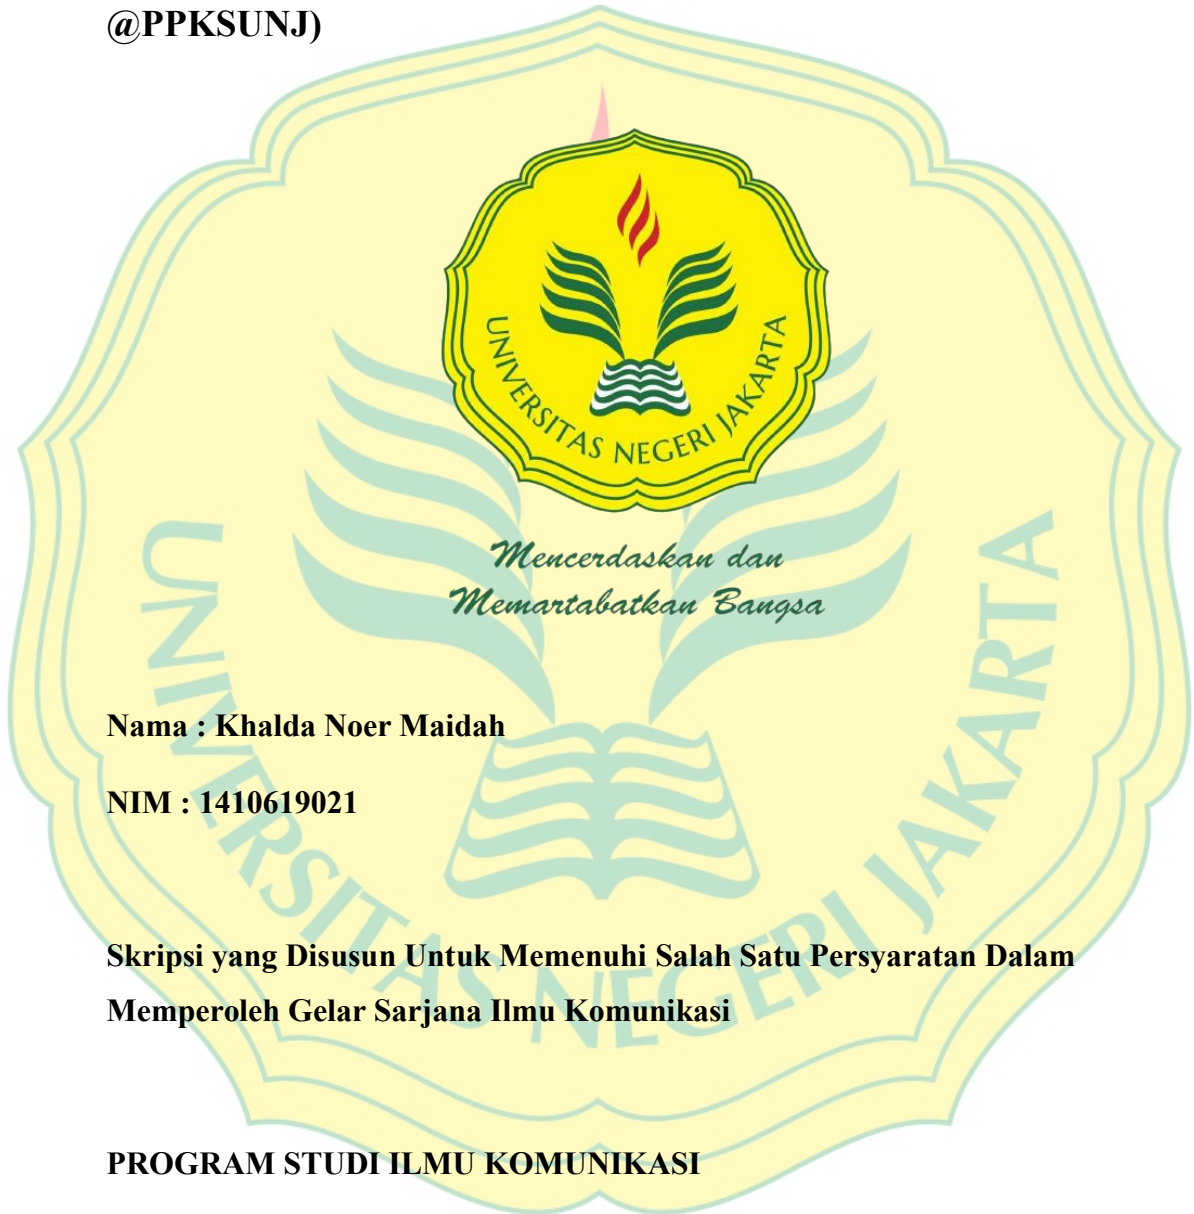 @PPKSUNJ)
UNIVERSITAS NEGERI JAKARTA
Mencerdaskan dan
Memartabatkan Bangsa
Nama : Khalda Noer Maidah
NIM : 1410619021
Skripsi yang Disusun Untuk Memenuhi Salah Satu Persyaratan Dalam
Memperoleh Gelar Sarjana Ilmu Komunikasi
PROGRAM STUDI ILMU KOMUNIKASI
UNIVERSITAS NEGERI JAKARTA